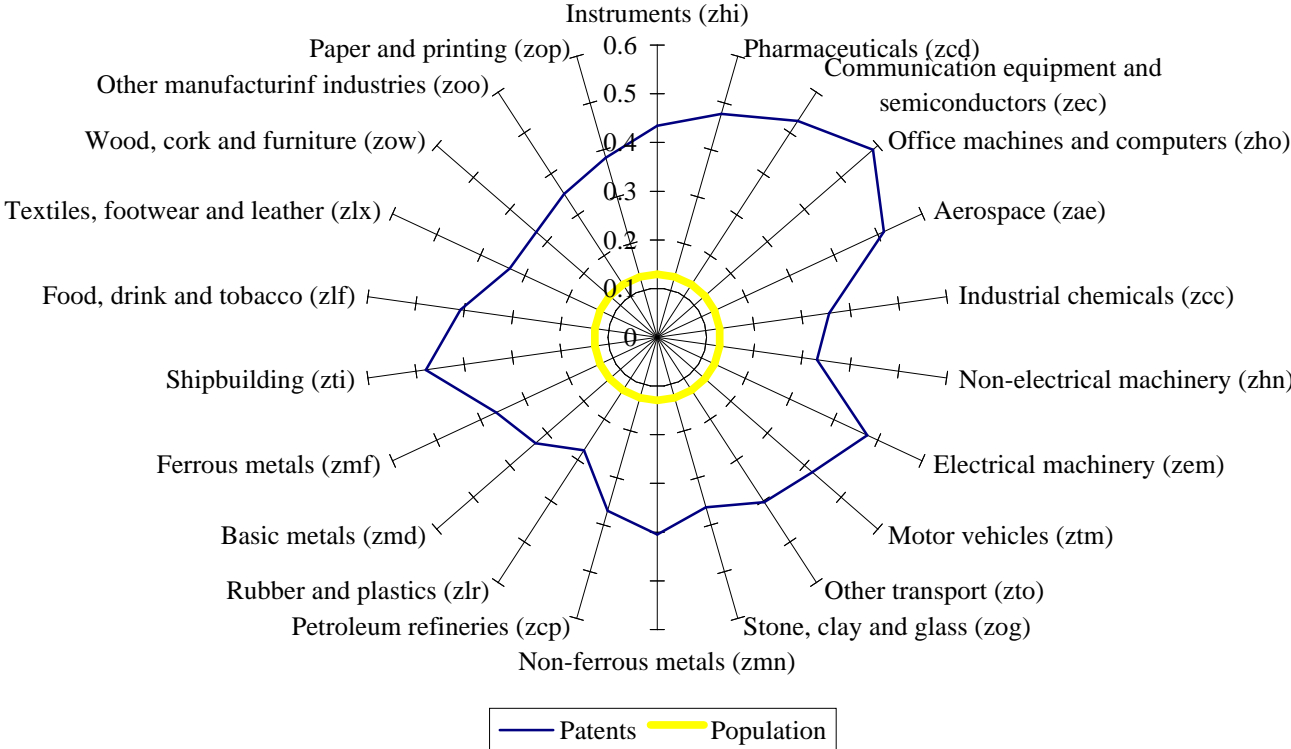 Instruments (zhi)
Paper and printing (zop)
Pharmaceuticals (zcd)
Other manufacturinf industries (zoo)
Communication equipment and
semiconductors (zec)
Wood, cork and furniture (zow)
Office machines and computers (zho)
Textiles, footwear and leather (zlx)
Aerospace (zae)
Food, drink and tobacco (zlf)
Industrial chemicals (zcc)
Shipbuilding (zti)
Non-electrical machinery (zhn)
Ferrous metals (zmf)
Electrical machinery (zem)
Basic metals (zmd)
Motor vehicles (ztm)
Rubber and plastics (zlr)
Other transport (zto)
Petroleum refineries (zcp)
Stone, clay and glass (zog)
Non-ferrous metals (zmn)
0.6
0.5
0.4
0.3
0.2
0.1
0
Patents
Population